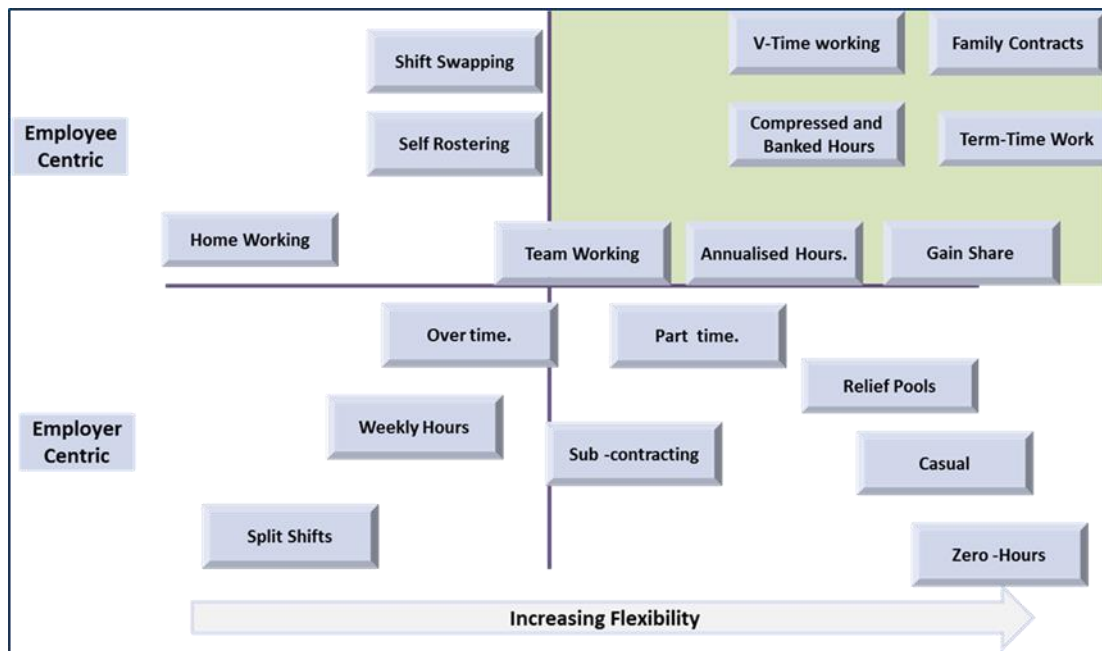 V-Time working
Family Contracts
Shift Swapping
Employee
Centric
Self Rostering
Compressed and
Banked Hours
Term-Time Work
Home Working
Team Working
Annualised Hours.
Gain Share
Over time.
Part time.
Relief Pools
Employer
Centric
Weekly Hours
Sub -contracting
Casual
Split Shifts
Zero -Hours
Increasing Flexibility